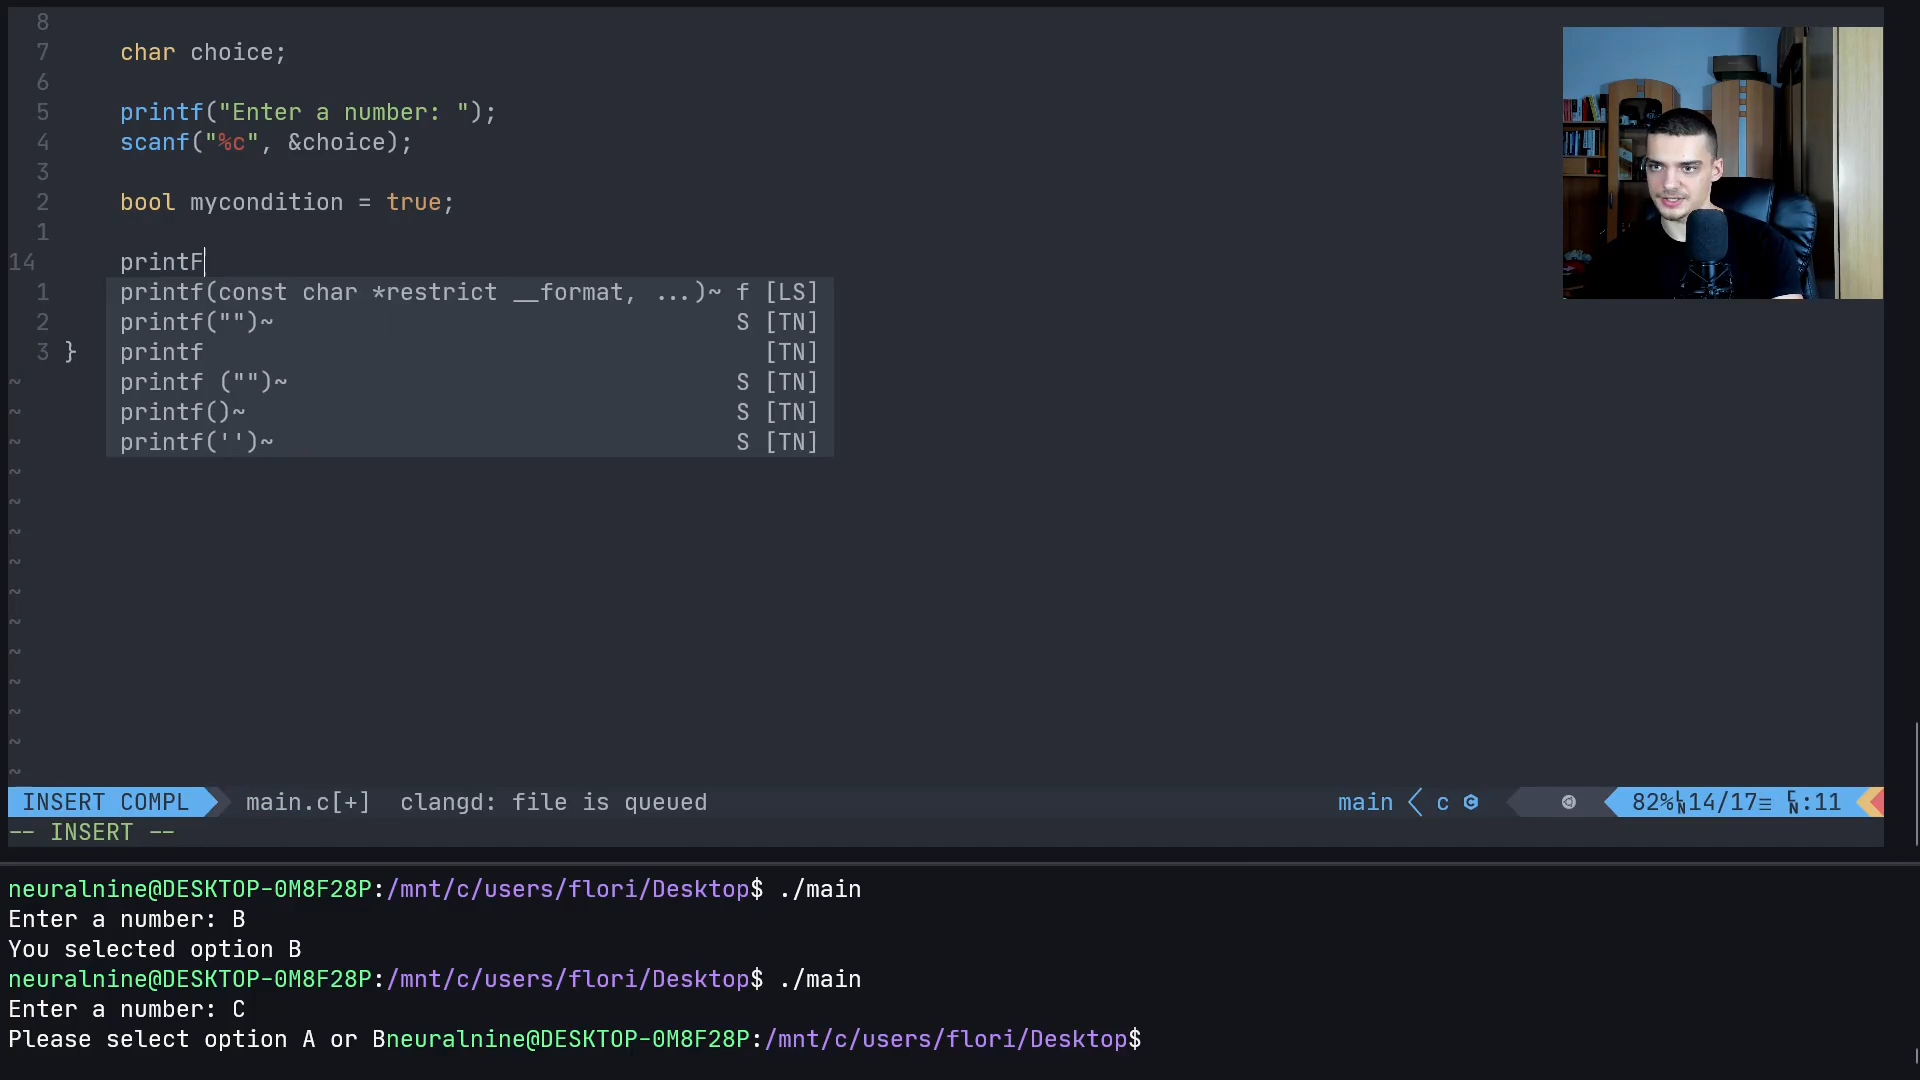 8
7 char choice;
6
5 printf("Enter a number: ");
4 scanf("%c", &choice);
3
2 bool mycondition = true;
1
14 printF
1 printf(const char *restrict __format, ...)~ f [LS]
2 printf("")~ S [TN]
3 } printf [TN]
~ printf ("")~ S [TN]
~ printf()~ S [TN]
~ printf('')~ S [TN]
~
~
~
~
~
~
~
~
~
~
~
INSERT COMPL main.c[+] clangd: file is queued main c 82% LN 14/17≡ CN:11
-- INSERT --
neuralnine@DESKTOP-0M8F28P:/mnt/c/users/flori/Desktop$ ./main
Enter a number: B
You selected option B
neuralnine@DESKTOP-0M8F28P:/mnt/c/users/flori/Desktop$ ./main
Enter a number: C
Please select option A or Bneuralnine@DESKTOP-0M8F28P:/mnt/c/users/flori/Desktop$